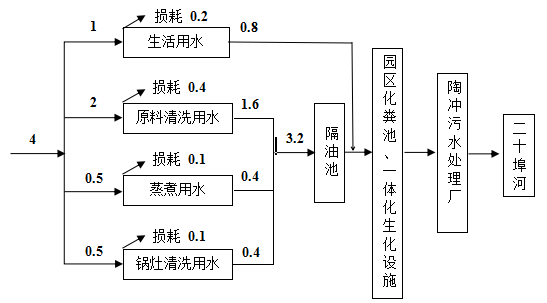 4
1
损耗 0.2
生活用水
0.8
2
损耗 0.4
原料清洗用水
1.6
0.5
损耗 0.1
蒸煮用水
0.4
0.5
损耗 0.1
锅灶清洗用水
0.4
3.2
隔油池
园区化粪池、一体化生化设施
陶冲污水处理厂
二十埠河